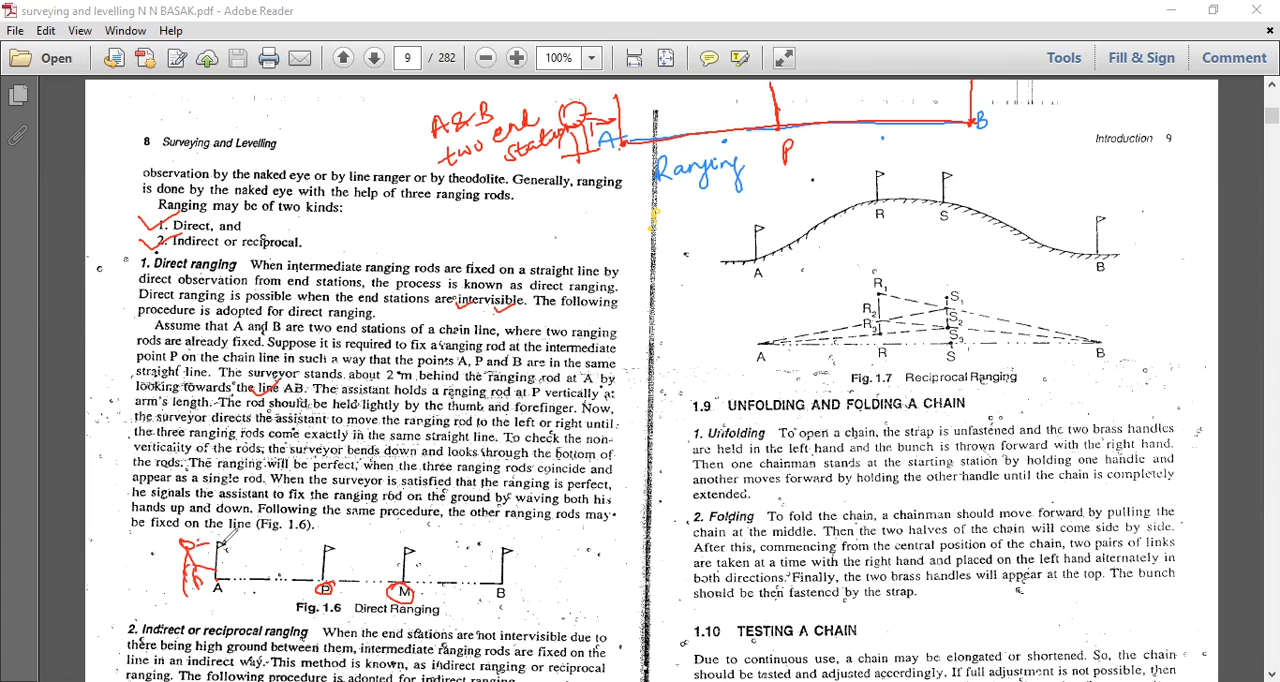 surveying and levelling N N BASAK.pdf - Adobe Reader
File Edit View Window Help
Open 9 / 282 100% Tools Fill & Sign Comment
A&B
two end
station
A
B
P
Ranging
8 Surveying and Levelling
observation by the naked eye or by line ranger or by theodolite. Generally, ranging
is done by the naked eye with the help of three ranging rods.
Ranging may be of two kinds:
1. Direct, and
2. Indirect or reciprocal.
1. Direct ranging When intermediate ranging rods are fixed on a straight line by
direct observation from end stations, the process is known as direct ranging.
Direct ranging is possible when the end stations are intervisible. The following
procedure is adopted for direct ranging.
Assume that A and B are two end stations of a chain line, where two ranging
rods are already fixed. Suppose it is required to fix a ranging rod at the intermediate
point P on the chain line in such a way that the points A, P and B are in the same
straight line. The surveyor stands about 2 m behind the ranging rod at A by
looking towards the line AB. The assistant holds a ranging rod at P vertically at
arm's length. The rod should be held lightly by the thumb and forefinger. Now,
the surveyor directs the assistant to move the ranging rod to the left or right until
the three ranging rods come exactly in the same straight line. To check the non-
verticality of the rods, the surveyor bends down and looks through the bottom of
the rods. The ranging will be perfect, when the three ranging rods coincide and
appear as a single rod. When the surveyor is satisfied that the ranging is perfect,
he signals the assistant to fix the ranging rod on the ground by waving both his
hands up and down. Following the same procedure, the other ranging rods may
be fixed on the line (Fig. 1.6).
A P M B
Fig. 1.6 Direct Ranging
2. Indirect or reciprocal ranging When the end stations are not intervisible due to
there being high ground between them, intermediate ranging rods are fixed on the
line in an indirect way. This method is known, as indirect ranging or reciprocal
ranging. The following procedure is adopted for indirect ranging.
Introduction 9
R S
A B
R1 S1
R2 S2
R3 S3
A R S B
Fig. 1.7 Reciprocal Ranging
1.9 UNFOLDING AND FOLDING A CHAIN
1. Unfolding To open a chain, the strap is unfastened and the two brass handles
are held in the left hand and the bunch is thrown forward with the right hand.
Then one chainman stands at the starting station by holding one handle and
another moves forward by holding the other handle until the chain is completely
extended.
2. Folding To fold the chain, a chainman should move forward by pulling the
chain at the middle. Then the two halves of the chain will come side by side.
After this, commencing from the central position of the chain, two pairs of links
are taken at a time with the right hand and placed on the left hand alternately in
both directions. Finally, the two brass handles will appear at the top. The bunch
should be then fastened by the strap.
1.10 TESTING A CHAIN
Due to continuous use, a chain may be elongated or shortened. So, the chain
should be tested and adjusted accordingly. If full adjustment is not possible, then